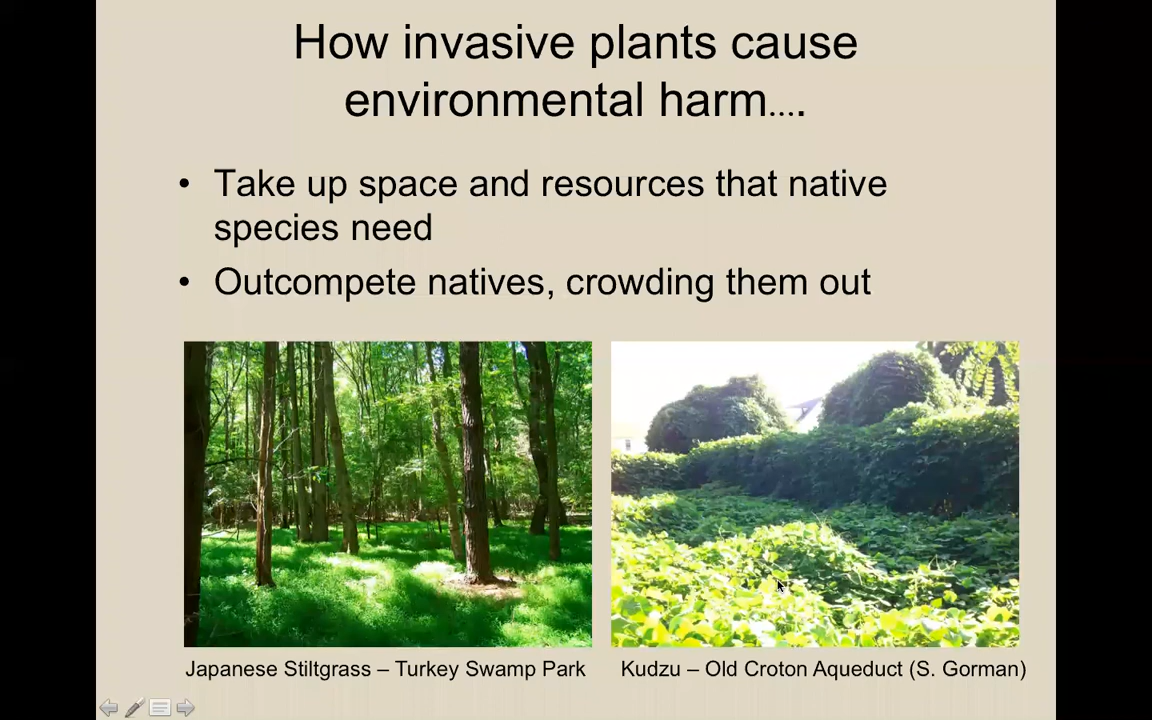 How invasive plants cause
environmental harm….
• Take up space and resources that native
species need
• Outcompete natives, crowding them out
Japanese Stiltgrass – Turkey Swamp Park
Kudzu – Old Croton Aqueduct (S. Gorman)